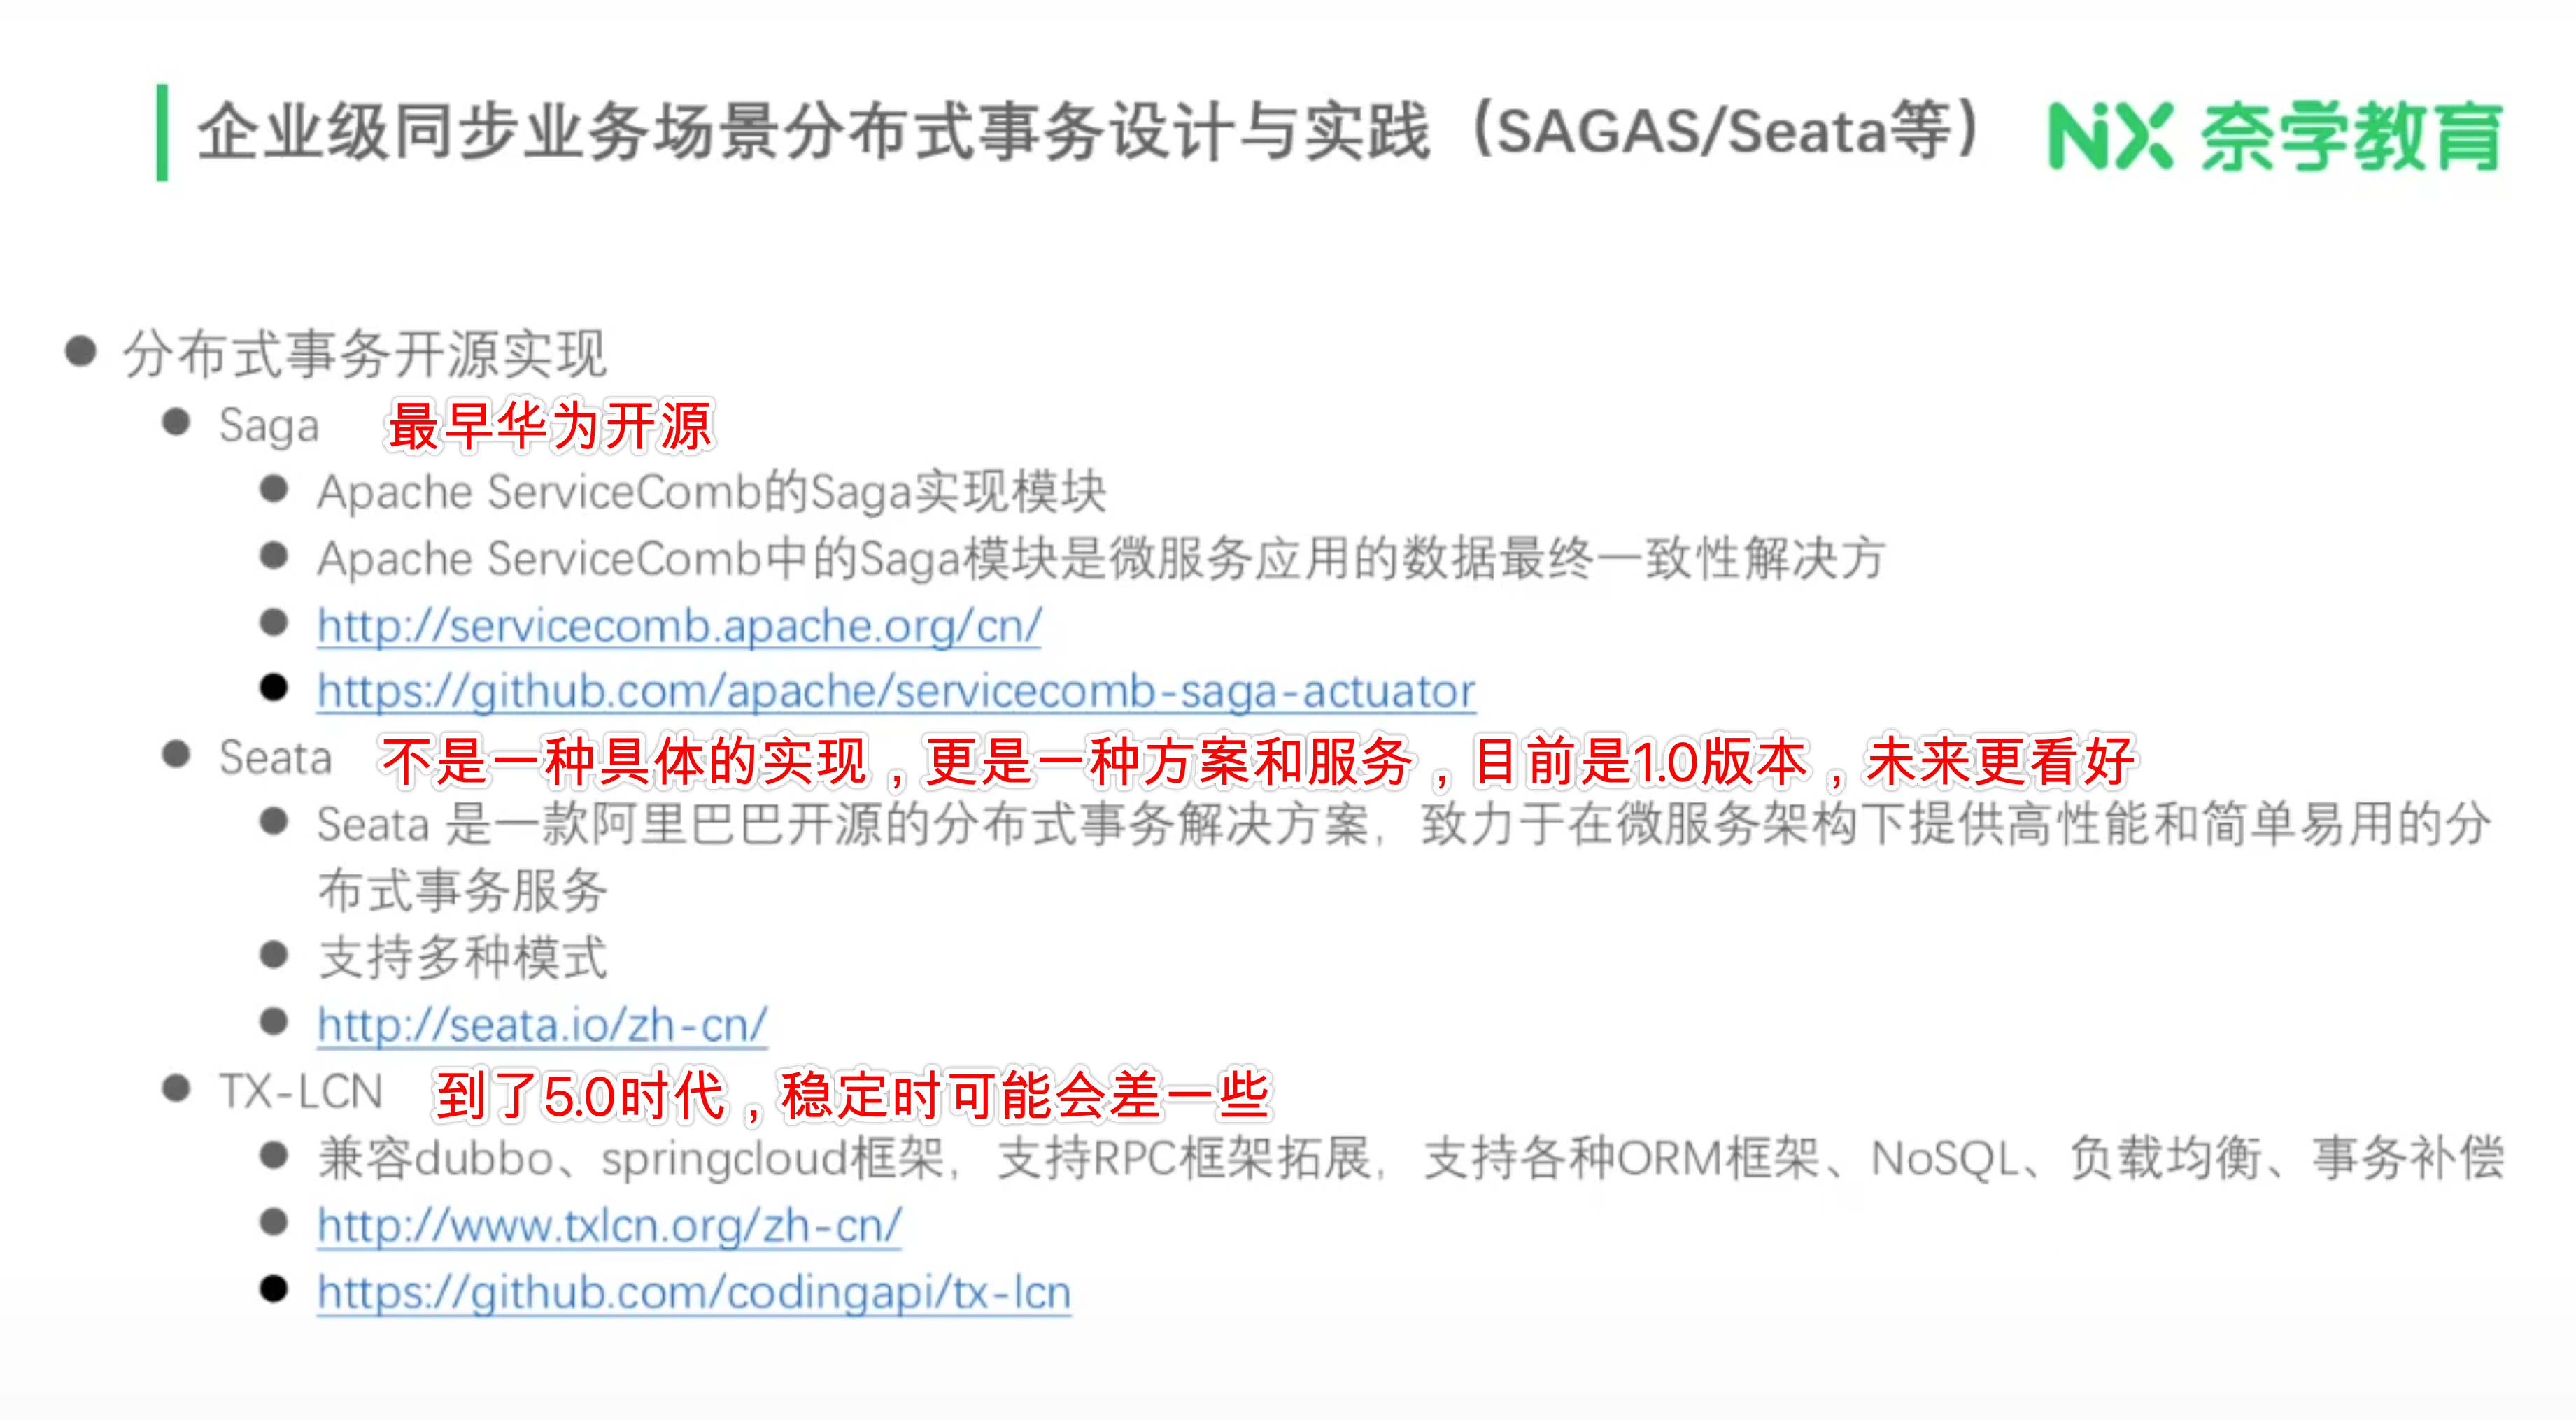 企业级同步业务场景分布式事务设计与实践（SAGAS/Seata等）
NiX 奈学教育
分布式事务开源实现
Saga 最早华为开源
Apache ServiceComb的Saga实现模块
Apache ServiceComb中的Saga模块是微服务应用的数据最终一致性解决方
http://servicecomb.apache.org/cn/
https://github.com/apache/servicecomb-saga-actuator
Seata 不是一种具体的实现，更是一种方案和服务，目前是1.0版本，未来更看好
Seata 是一款阿里巴巴开源的分布式事务解决方案，致力于在微服务架构下提供高性能和简单易用的分
布式事务服务
支持多种模式
http://seata.io/zh-cn/
TX-LCN 到了5.0时代，稳定时可能会差一些
兼容dubbo、springcloud框架，支持RPC框架拓展，支持各种ORM框架、NoSQL、负载均衡、事务补偿
http://www.txlcn.org/zh-cn/
https://github.com/codingapi/tx-lcn